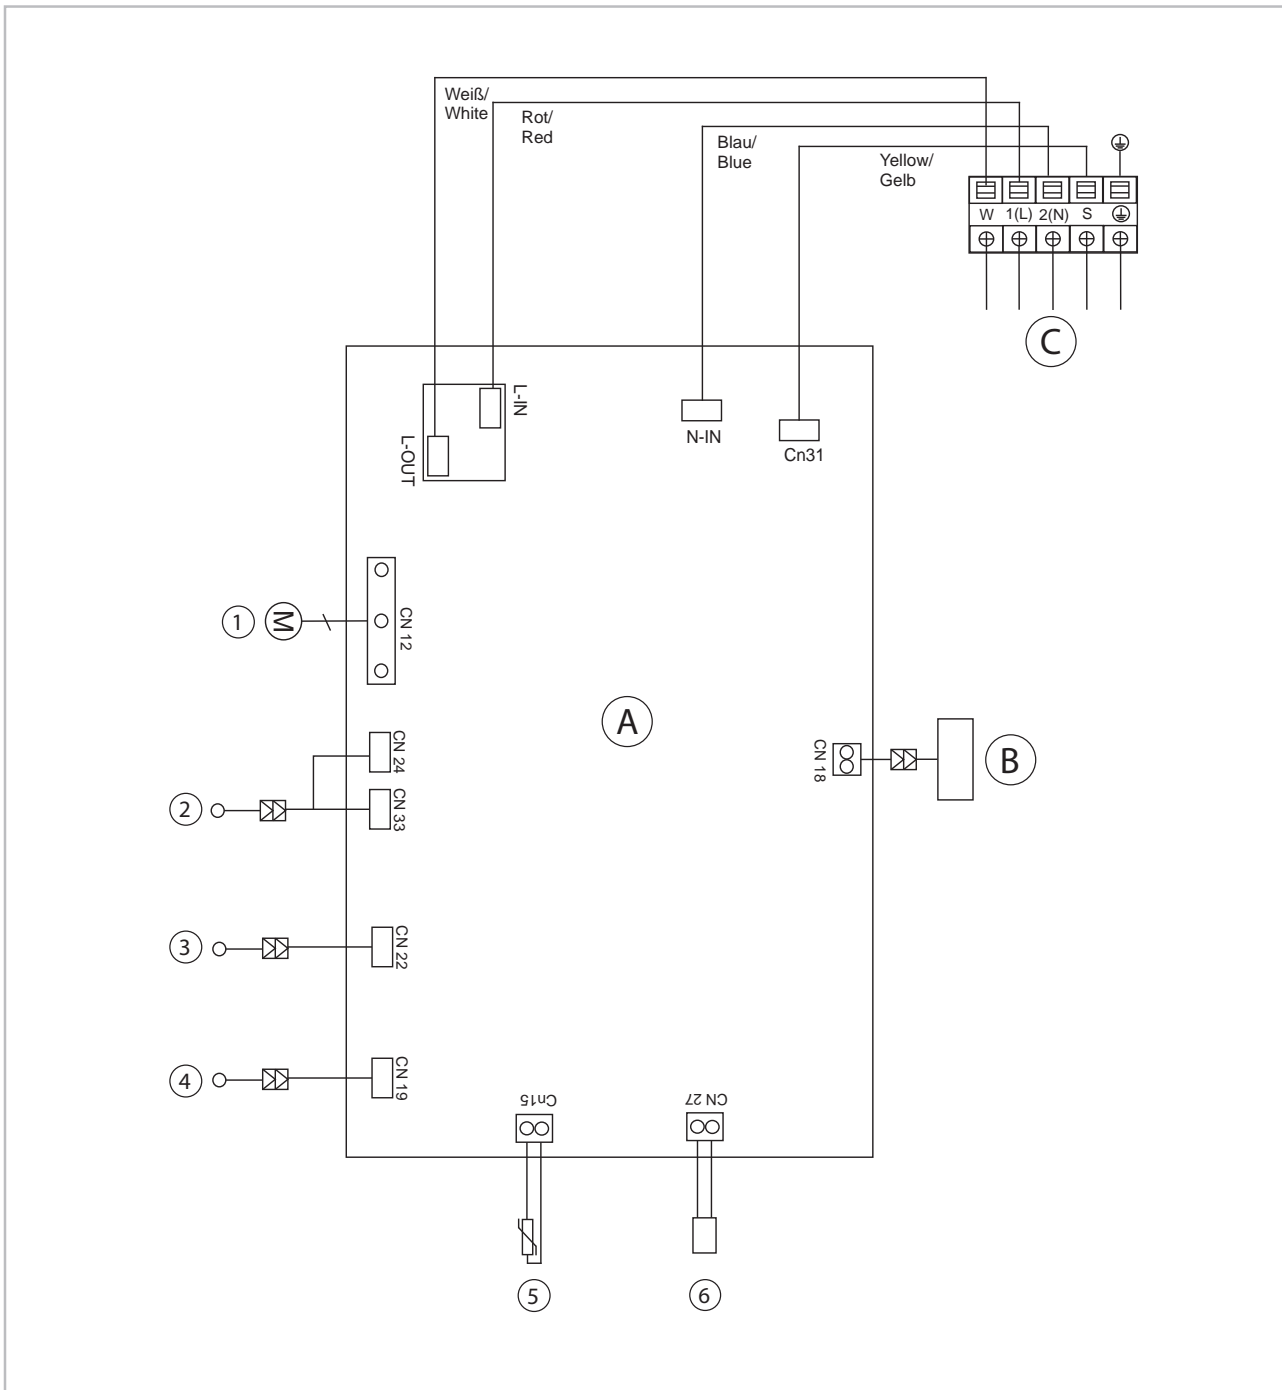 Weiß/
White
Rot/
Red
Blau/
Blue
Yellow/
Gelb
W 1(L) 2(N) S
C
L-IN
L-OUT
N-IN
Cn31
1 M
CN 12
A
CN 24
2
CN 33
CN 18
B
3
CN 22
4
CN 19
Cn15
CN 27
5
6